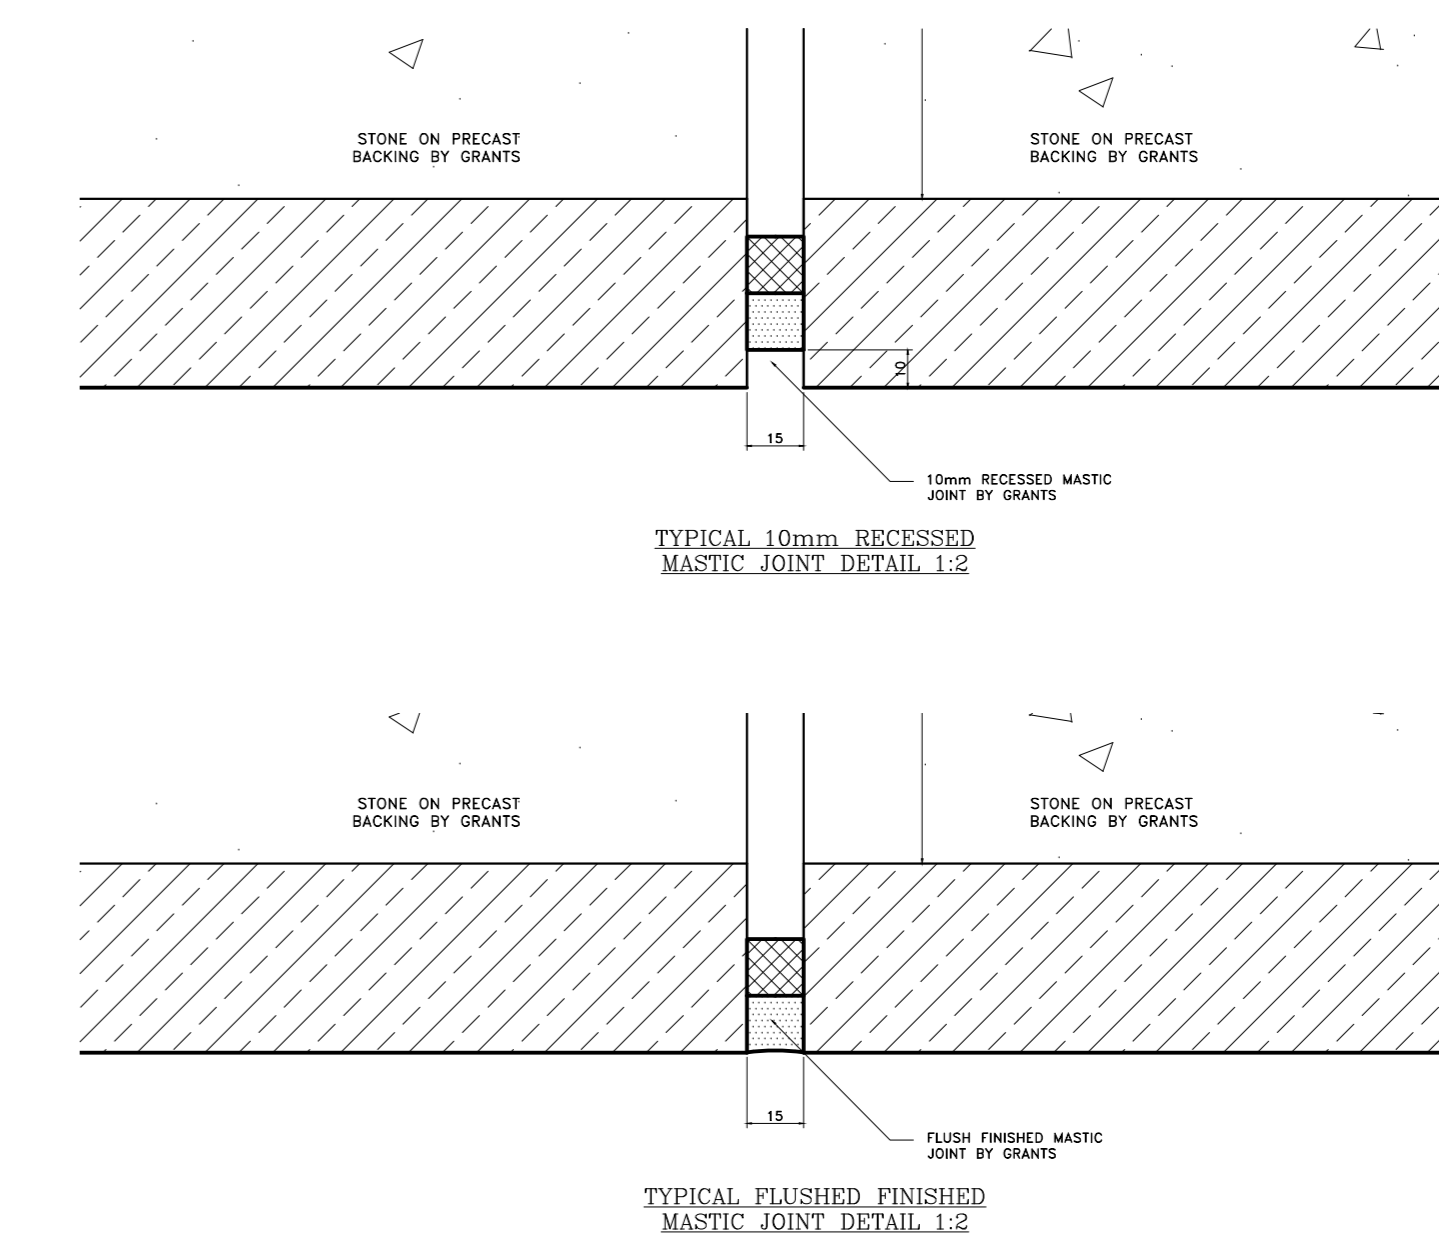 STONE ON PRECAST
BACKING BY GRANTS
STONE ON PRECAST
BACKING BY GRANTS
10
15
10mm RECESSED MASTIC
JOINT BY GRANTS
TYPICAL 10mm RECESSED
MASTIC JOINT DETAIL 1:2
STONE ON PRECAST
BACKING BY GRANTS
STONE ON PRECAST
BACKING BY GRANTS
15
FLUSH FINISHED MASTIC
JOINT BY GRANTS
TYPICAL FLUSHED FINISHED
MASTIC JOINT DETAIL 1:2